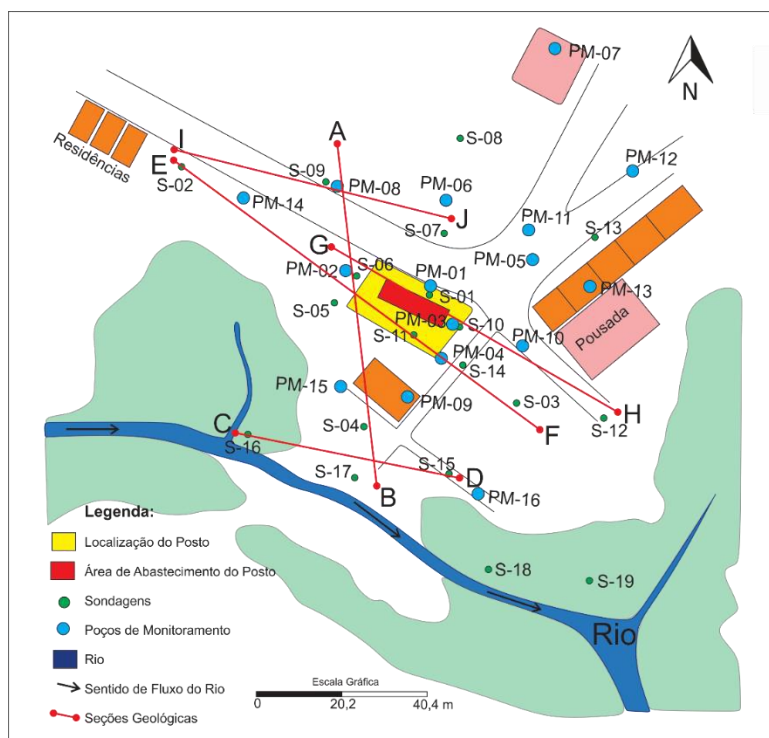 PM-07
N
A
I
S-08
Residências
E
S-09
PM-12
S-02
PM-08
PM-06
PM-14
J
PM-11
S-13
S-07
G
PM-05
PM-02
S-06
PM-01
S-01
PM-13
S-05
PM-03
S-10
S-11
Pousada
PM-10
PM-04
S-14
PM-15
PM-09
S-03
H
C
S-04
F
S-12
S-16
S-15
D
S-17
B
PM-16
Legenda:
Localização do Posto
S-18
Área de Abastecimento do Posto
S-19
Sondagens
Poços de Monitoramento
Rio
Rio
Sentido de Fluxo do Rio
Escala Gráfica
Seções Geológicas
0 20,2 40,4 m